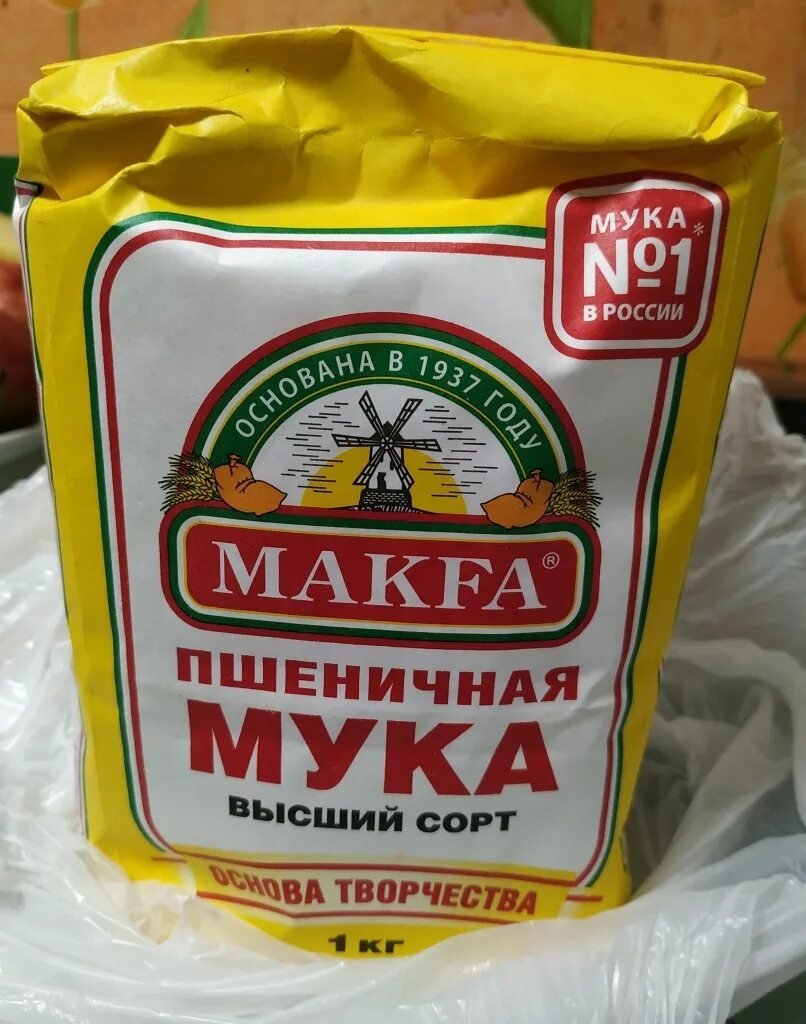 МУКА*
№1
В РОССИИ
ОСНОВАНА В 1937 ГОДУ
MAKFA®
ПШЕНИЧНАЯ
МУКА
ВЫСШИЙ СОРТ
ОСНОВА ТВОРЧЕСТВА
1 кг